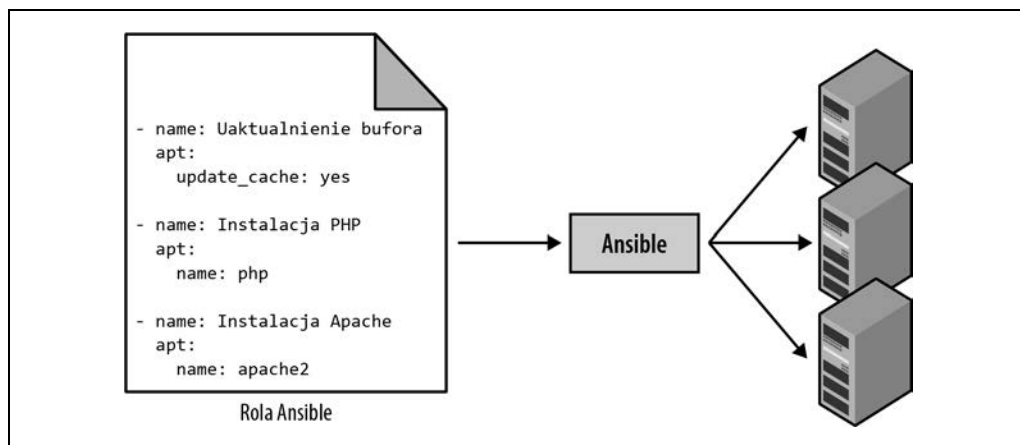 - name: Uaktualnienie bufora
  apt:
    update_cache: yes
- name: Instalacja PHP
  apt:
    name: php
- name: Instalacja Apache
  apt:
    name: apache2
Rola Ansible
Ansible